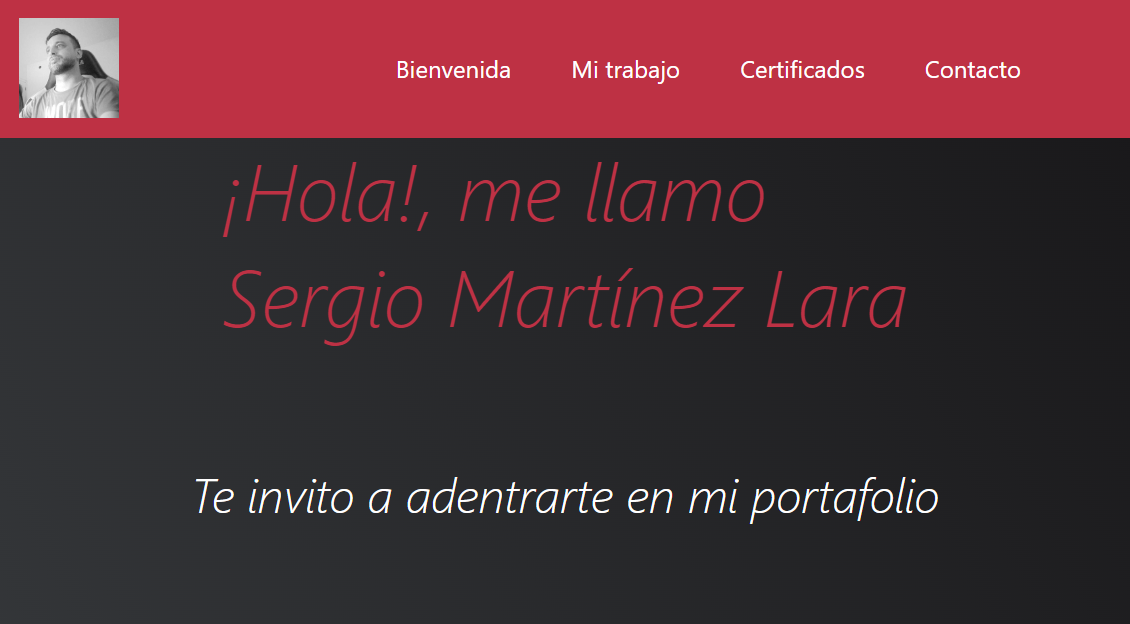 Bienvenida Mi trabajo Certificados Contacto
¡Hola!, me llamo
Sergio Martínez Lara
Te invito a adentrarte en mi portafolio